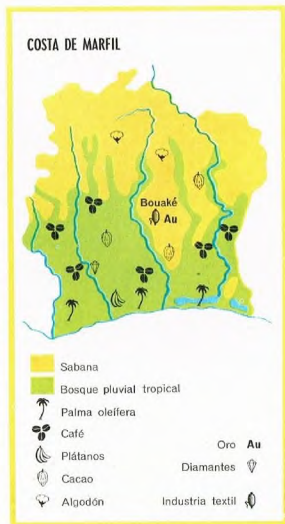 COSTA DE MARFIL
Bouaké
Au
Sabana
Bosque pluvial tropical
Palma oleífera
Café
Plátanos
Cacao
Algodón
Oro Au
Diamantes
Industria textil